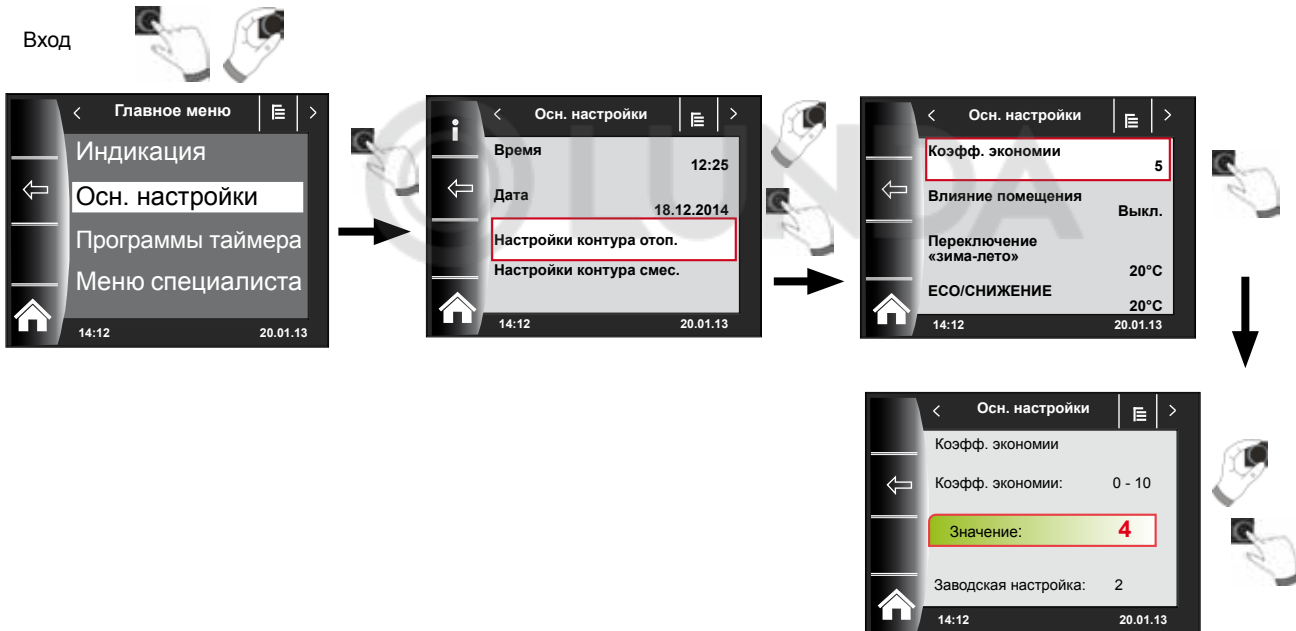 Вход
Главное меню
Индикация
Осн. настройки
Программы таймера
Меню специалиста
14:12 20.01.13
Осн. настройки
Время
12:25
Дата
18.12.2014
Настройки контура отоп.
Настройки контура смес.
14:12 20.01.13
Осн. настройки
Коэфф. экономии
5
Влияние помещения
Выкл.
Переключение
«зима-лето»
20°C
ECO/СНИЖЕНИЕ
20°C
14:12 20.01.13
Осн. настройки
Коэфф. экономии
Коэфф. экономии: 0 - 10
Значение: 4
Заводская настройка: 2
14:12 20.01.13
© LUNDA